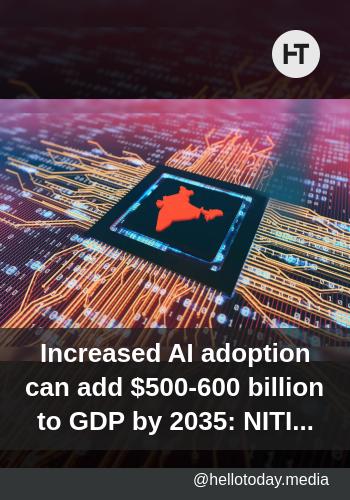 HT
Increased AI adoption
can add $500-600 billion
to GDP by 2035: NITI...
@hellotoday.media